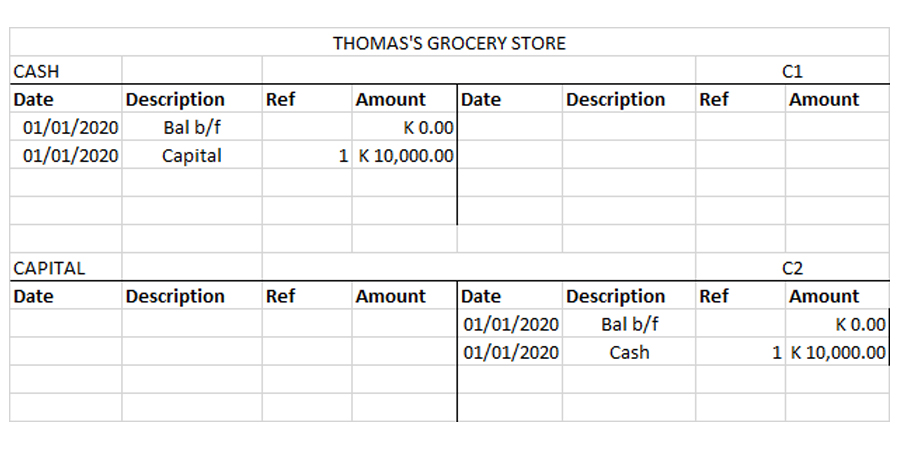 THOMAS'S GROCERY STORE
CASH C1
Date Description Ref Amount Date Description Ref Amount
01/01/2020 Bal b/f K 0.00
01/01/2020 Capital 1 K 10,000.00
CAPITAL C2
Date Description Ref Amount Date Description Ref Amount
01/01/2020 Bal b/f K 0.00
01/01/2020 Cash 1 K 10,000.00